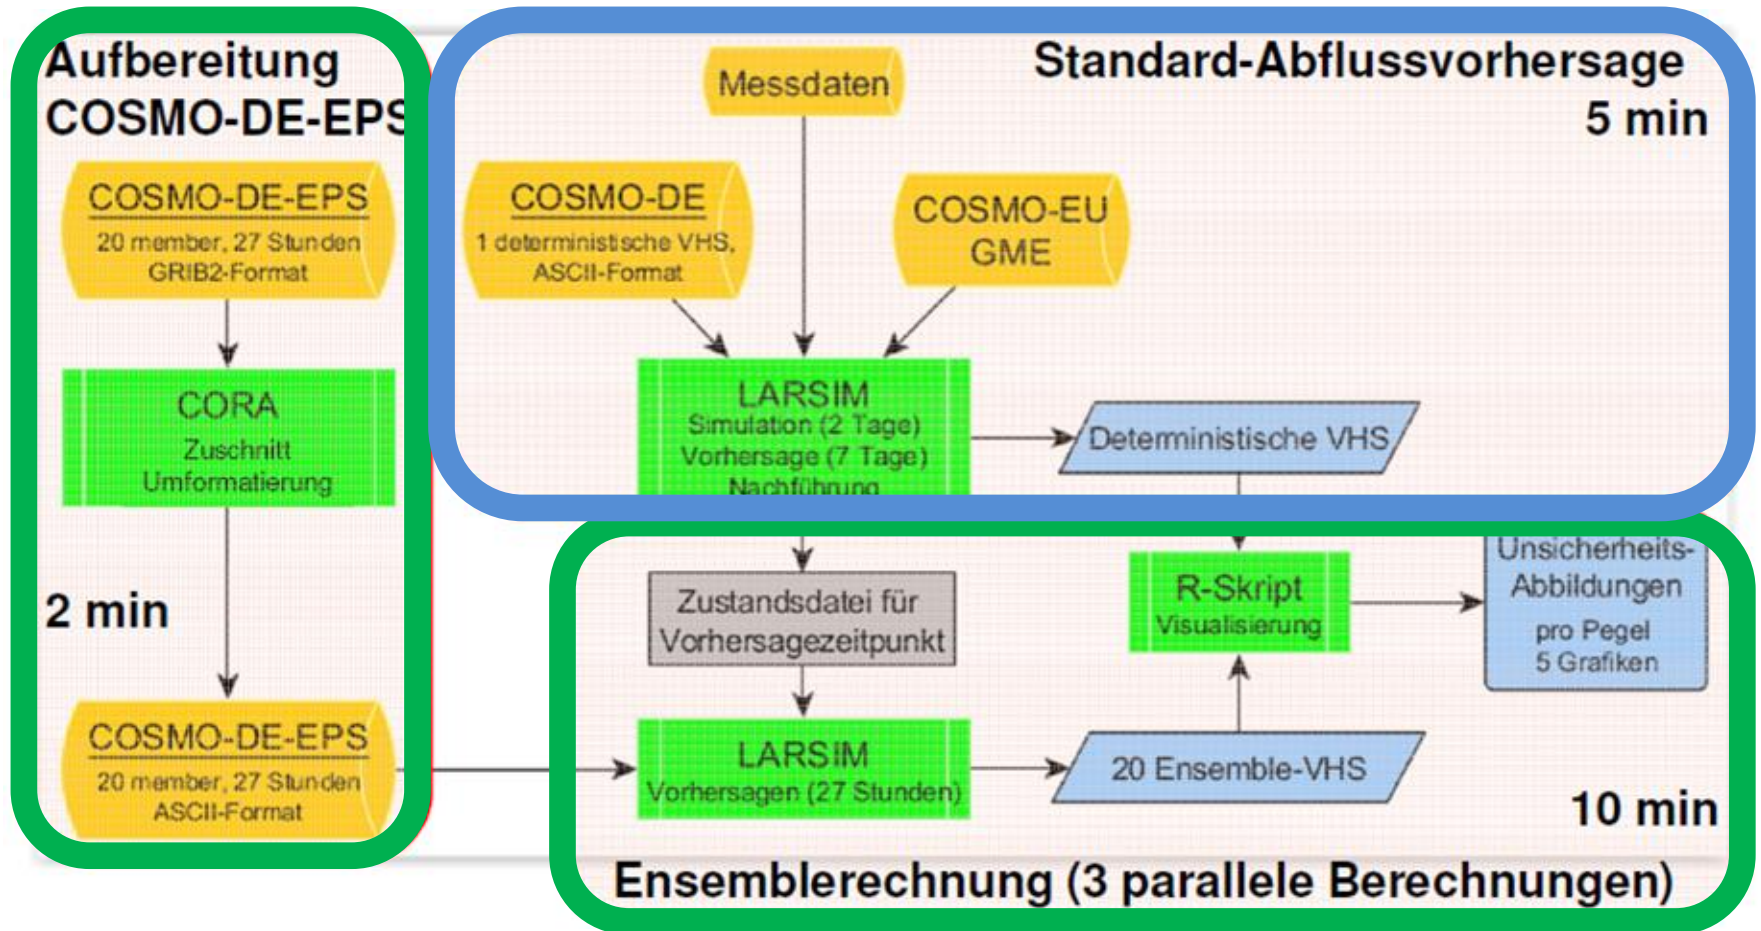 Aufbereitung
COSMO-DE-EPS
COSMO-DE-EPS
20 member, 27 Stunden
GRIB2-Format
CORA
Zuschnitt
Umformatierung
2 min
COSMO-DE-EPS
20 member, 27 Stunden
ASCII-Format
Standard-Abflussvorhersage
5 min
Messdaten
COSMO-DE
1 deterministische VHS,
ASCII-Format
COSMO-EU
GME
LARSIM
Simulation (2 Tage)
Vorhersage (7 Tage)
Nachführung
Deterministische VHS
Zustandsdatei für
Vorhersagezeitpunkt
R-Skript
Visualisierung
Unsicherheits-
Abbildungen
pro Pegel
5 Grafiken
LARSIM
Vorhersagen (27 Stunden)
20 Ensemble-VHS
10 min
Ensemblerechnung (3 parallele Berechnungen)